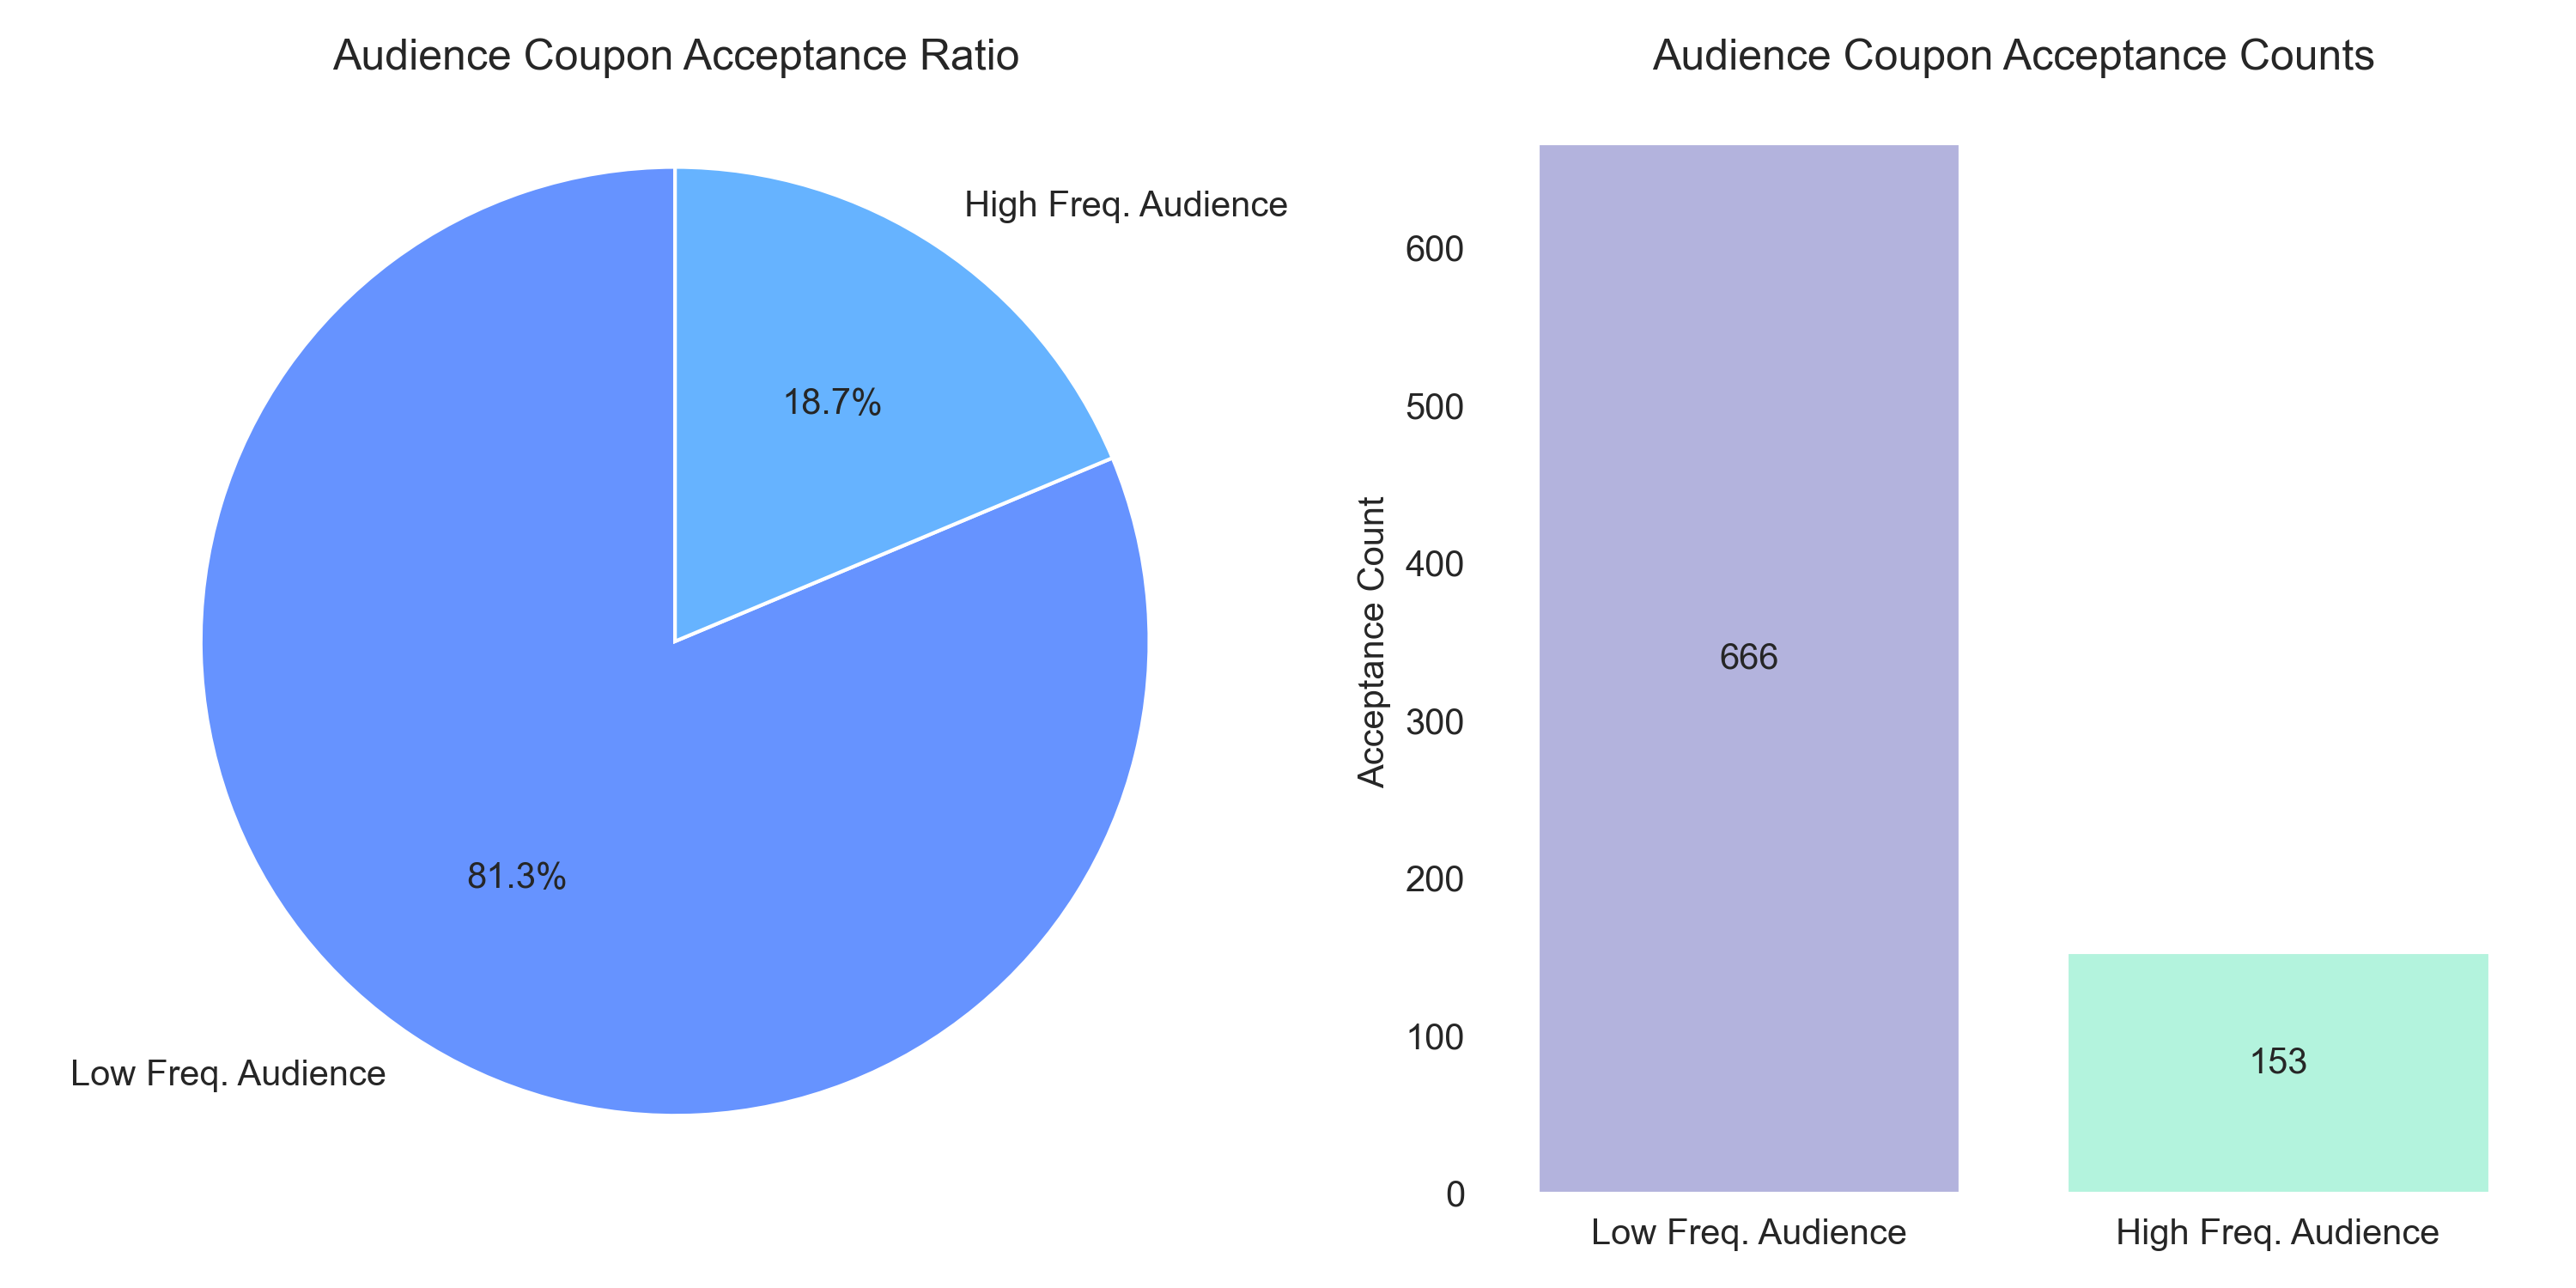 Audience Coupon Acceptance Ratio
High Freq. Audience
18.7%
81.3%
Low Freq. Audience
Audience Coupon Acceptance Counts
Acceptance Count
600
500
400
300
200
100
0
666
153
Low Freq. Audience
High Freq. Audience